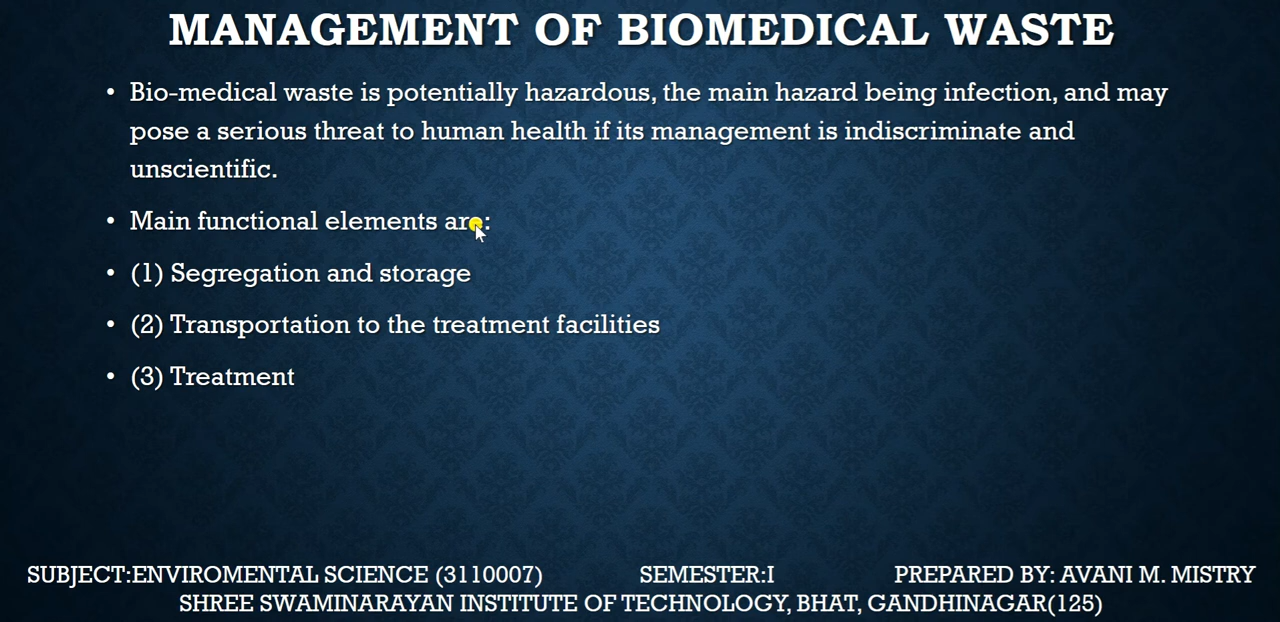 MANAGEMENT OF BIOMEDICAL WASTE
• Bio-medical waste is potentially hazardous, the main hazard being infection, and may
pose a serious threat to human health if its management is indiscriminate and
unscientific.
• Main functional elements are:
• (1) Segregation and storage
• (2) Transportation to the treatment facilities
• (3) Treatment
SUBJECT:ENVIROMENTAL SCIENCE (3110007) SEMESTER:I PREPARED BY: AVANI M. MISTRY
SHREE SWAMINARAYAN INSTITUTE OF TECHNOLOGY, BHAT, GANDHINAGAR(125)